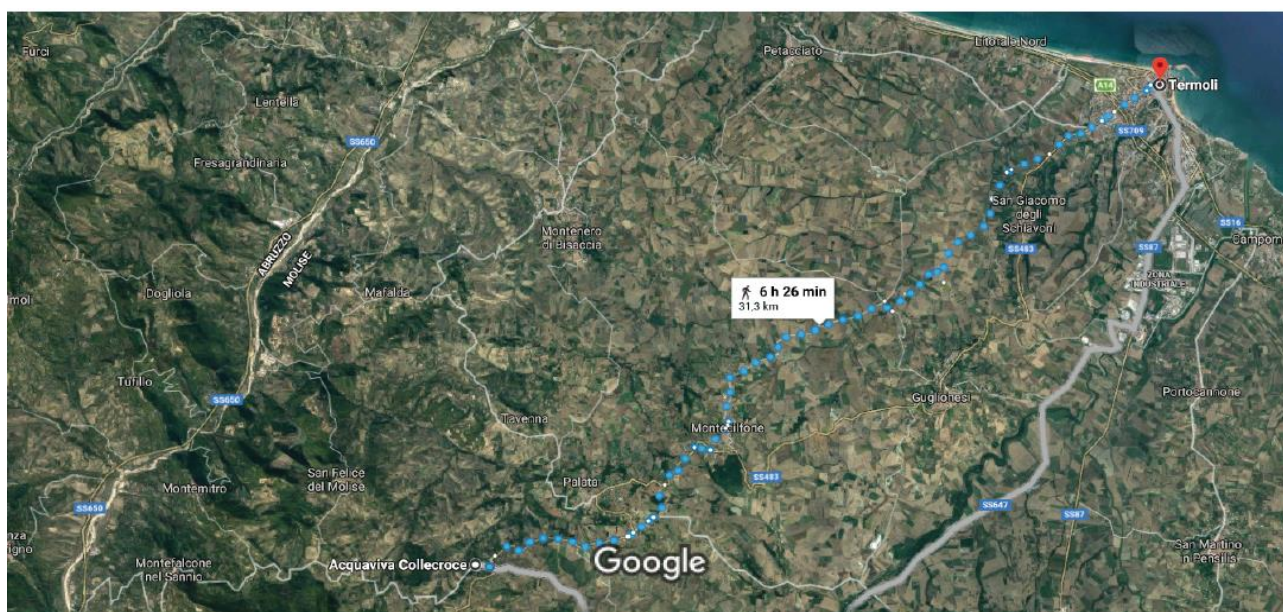 Furci
Petacciato
Litorale Nord
A14
Termoli
Lentella
SS709
SS650
Fresagrandinaria
San Giacomo
degli
Schiavoni
SS16
Montenero
di Bisaccia
SS483
SS87
ABRUZZO
MOLISE
ZONA
INDUSTRIALE
Dogliola
Mafalda
6 h 26 min
31,3 km
Tufillo
SS650
Guglionesi
Portocannone
Tavenna
Montecilfone
San Felice
del Molise
Palata
SS483
Montemitro
SS650
SS647
SS87
San Martino
in Pensilis
Montefalcone
nel Sannio
Acquaviva Collecroce
Google